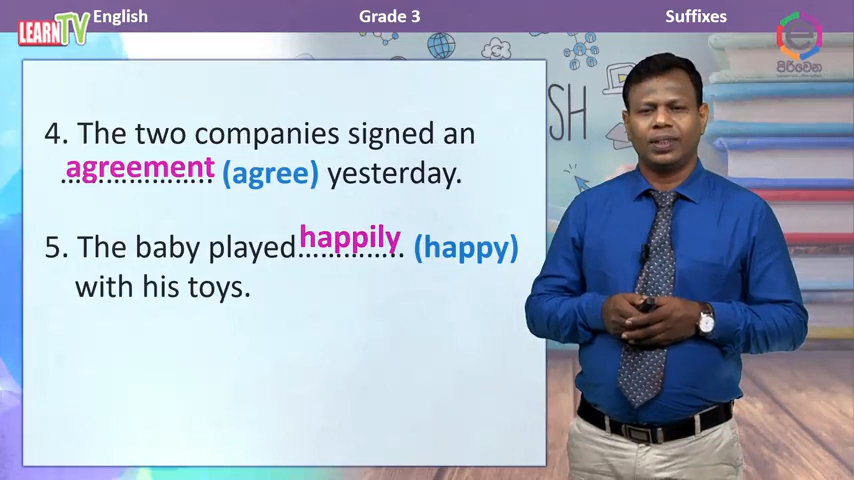 LEARN TV
English
Grade 3
Suffixes
පිරිවෙන
SH
4. The two companies signed an
agreement (agree) yesterday.
5. The baby played happily (happy)
with his toys.